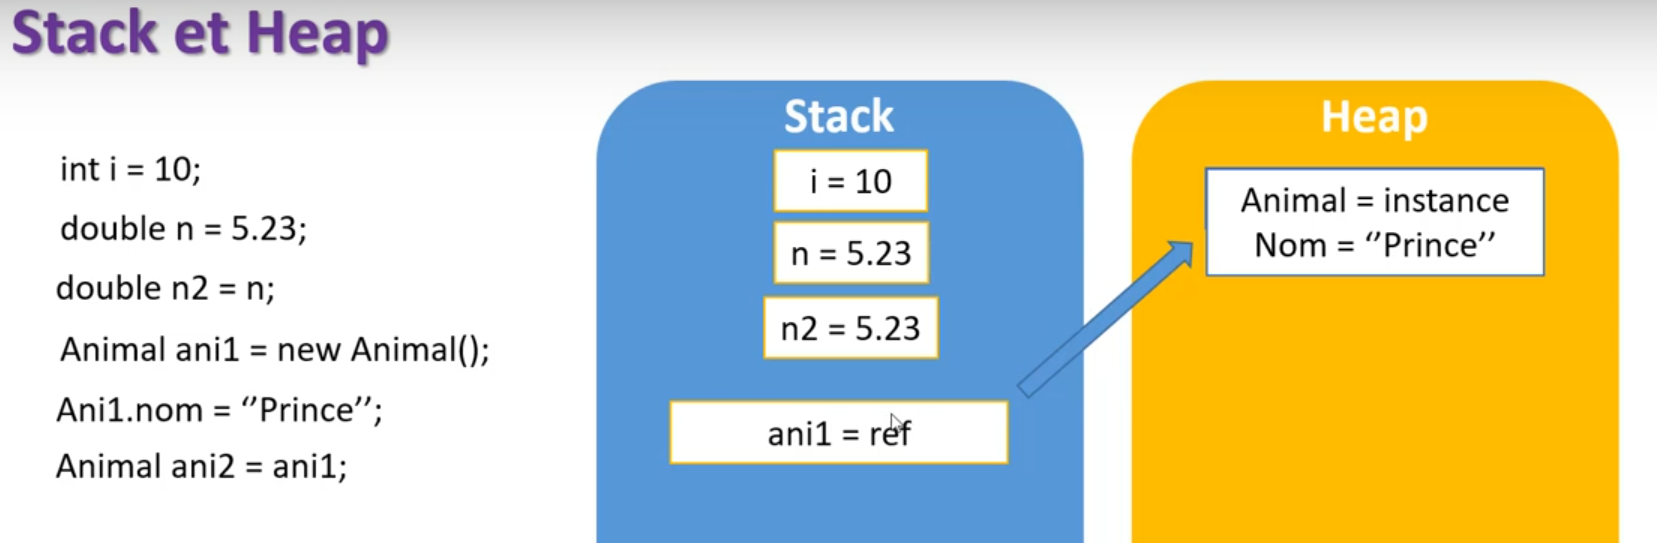 Stack et Heap
int i = 10;
double n = 5.23;
double n2 = n;
Animal ani1 = new Animal();
Ani1.nom = ‘’Prince’’;
Animal ani2 = ani1;
Stack
i = 10
n = 5.23
n2 = 5.23
ani1 = ref
Heap
Animal = instance
Nom = ‘’Prince’’